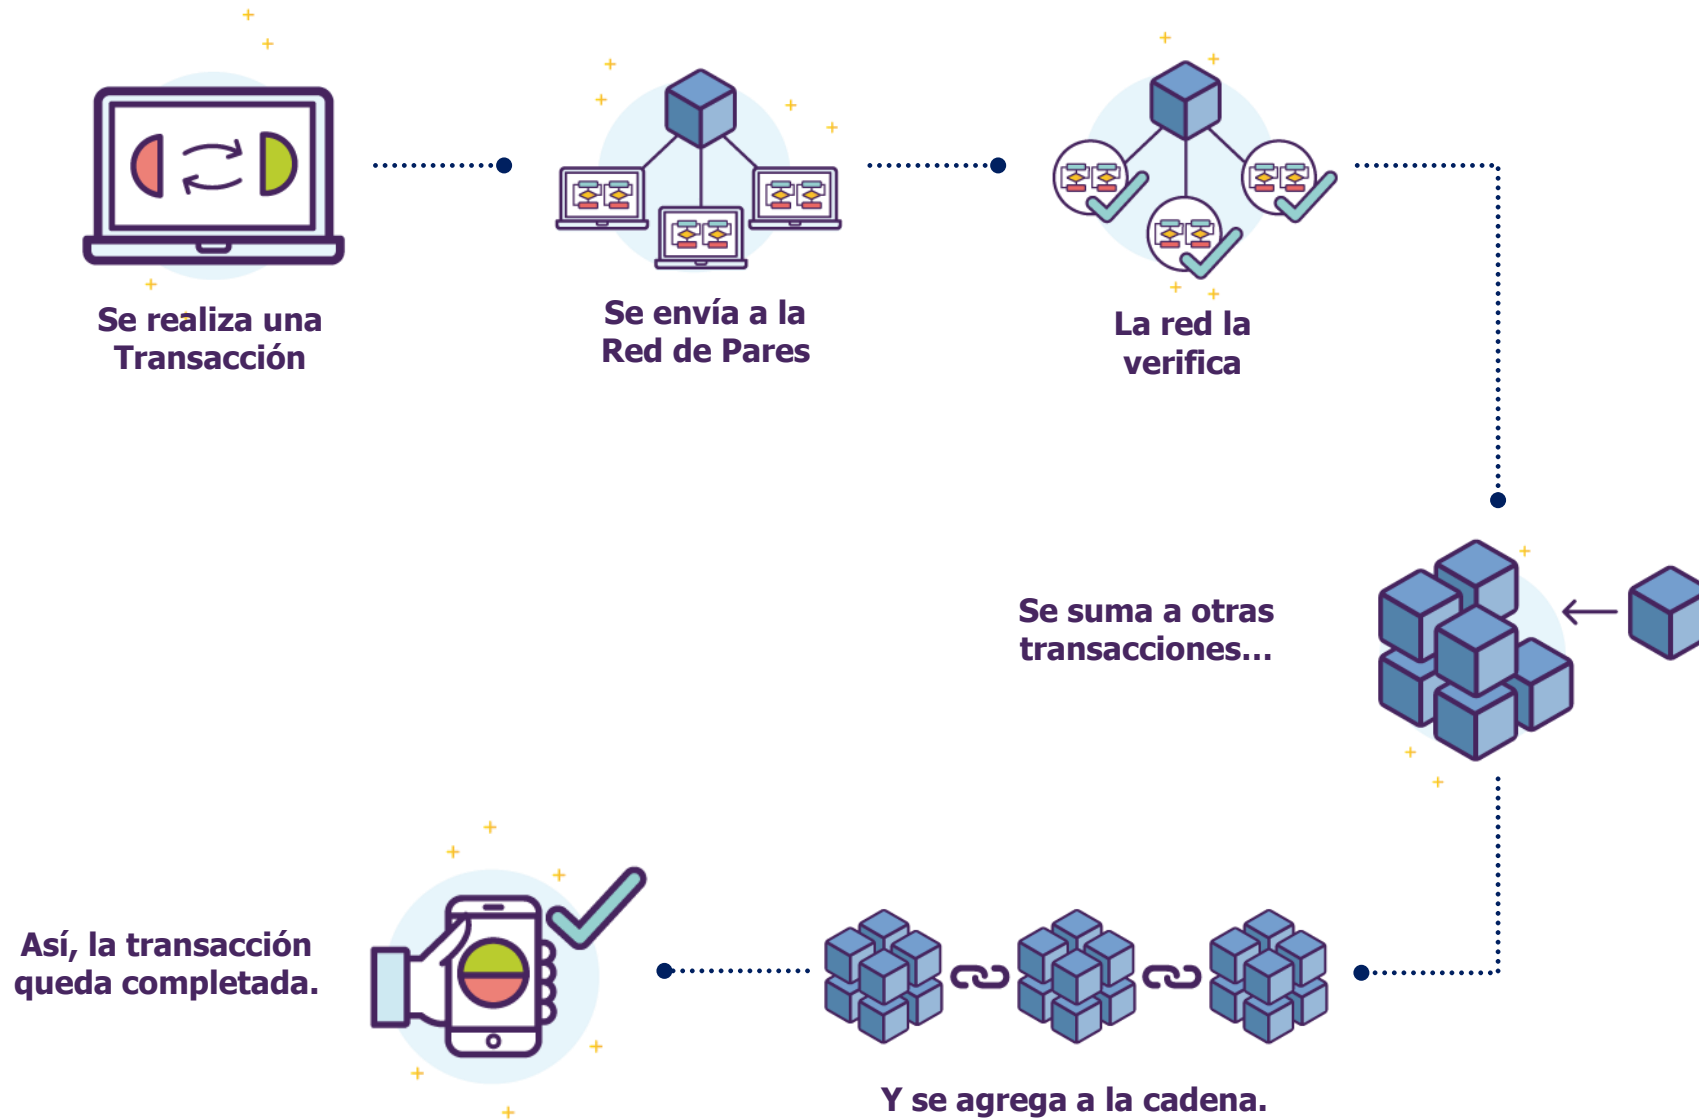 Se realiza una
Transacción
Se envía a la
Red de Pares
La red la
verifica
Se suma a otras
transacciones...
Y se agrega a la cadena.
Así, la transacción
queda completada.